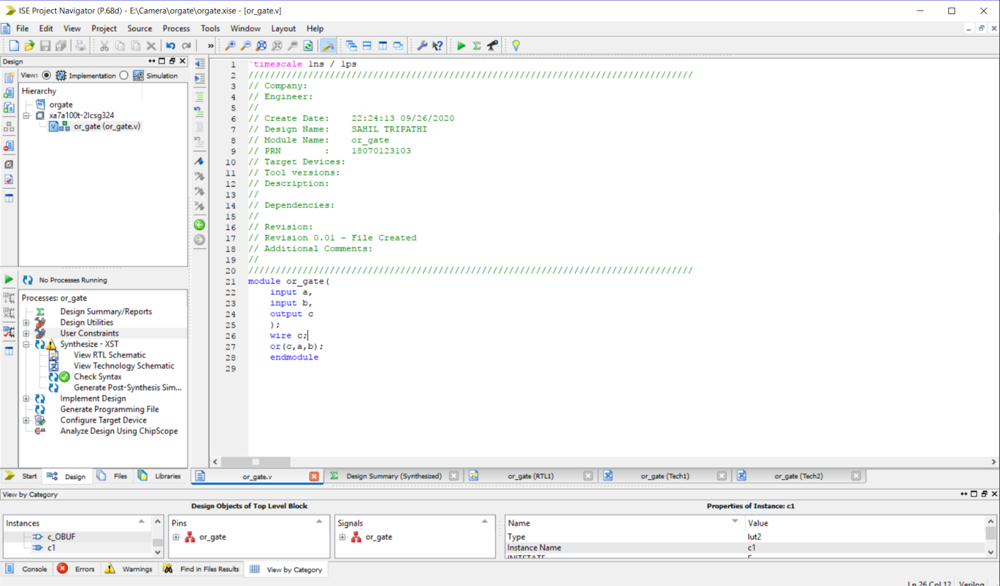 ISE Project Navigator (P.68d) - E:\Camera\orgate\orgate.xise - [or_gate.v]
File Edit View Project Source Process Tools Window Layout Help
Design
View: Implementation Simulation
Hierarchy
orgate
xa7a100t-2Icsg324
or_gate (or_gate.v)
No Processes Running
Processes: or_gate
Design Summary/Reports
Design Utilities
User Constraints
Synthesize - XST
View RTL Schematic
View Technology Schematic
Check Syntax
Generate Post-Synthesis Sim...
Implement Design
Generate Programming File
Configure Target Device
Analyze Design Using ChipScope
Start Design Files Libraries
1 `timescale 1ns / 1ps
2 //////////////////////////////////////////////////////////////////////////////////
3 // Company:
4 // Engineer:
5 //
6 // Create Date: 22:24:13 09/26/2020
7 // Design Name: SAHIL TRIPATHI
8 // Module Name: or_gate
9 // PRN : 18070123103
10 // Target Devices:
11 // Tool versions:
12 // Description:
13 //
14 // Dependencies:
15 //
16 // Revision:
17 // Revision 0.01 - File Created
18 // Additional Comments:
19 //
20 //////////////////////////////////////////////////////////////////////////////////
21 module or_gate(
22 input a,
23 input b,
24 output c
25 );
26 wire c;
27 or(c,a,b);
28 endmodule
29
or_gate.v Design Summary (Synthesized) or_gate (RTL1) or_gate (Tech1) or_gate (Tech2)
View by Category
Design Objects of Top Level Block Properties of Instance: c1
Instances Pins Signals Name Value
c_OBUF or_gate or_gate Type lut2
c1 Instance Name c1
Console Errors Warnings Find in Files Results View by Category
Ln 26 Col 12 Verilog